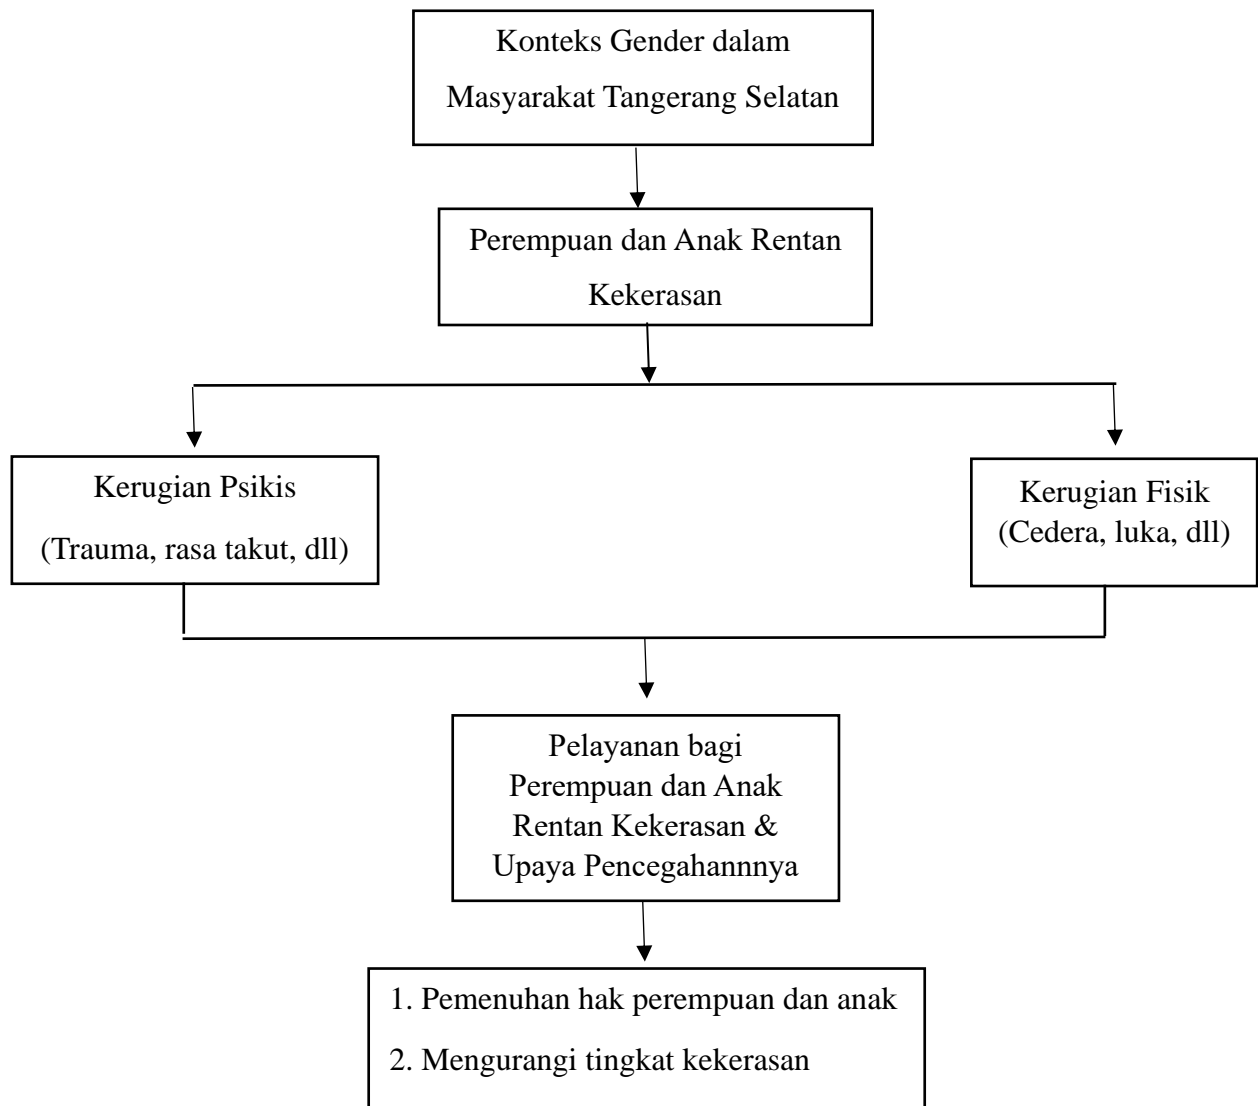 Konteks Gender dalam
Masyarakat Tangerang Selatan
Perempuan dan Anak Rentan
Kekerasan
Kerugian Psikis
(Trauma, rasa takut, dll)
Kerugian Fisik
(Cedera, luka, dll)
Pelayanan bagi
Perempuan dan Anak
Rentan Kekerasan &
Upaya Pencegahannnya
1. Pemenuhan hak perempuan dan anak
2. Mengurangi tingkat kekerasan